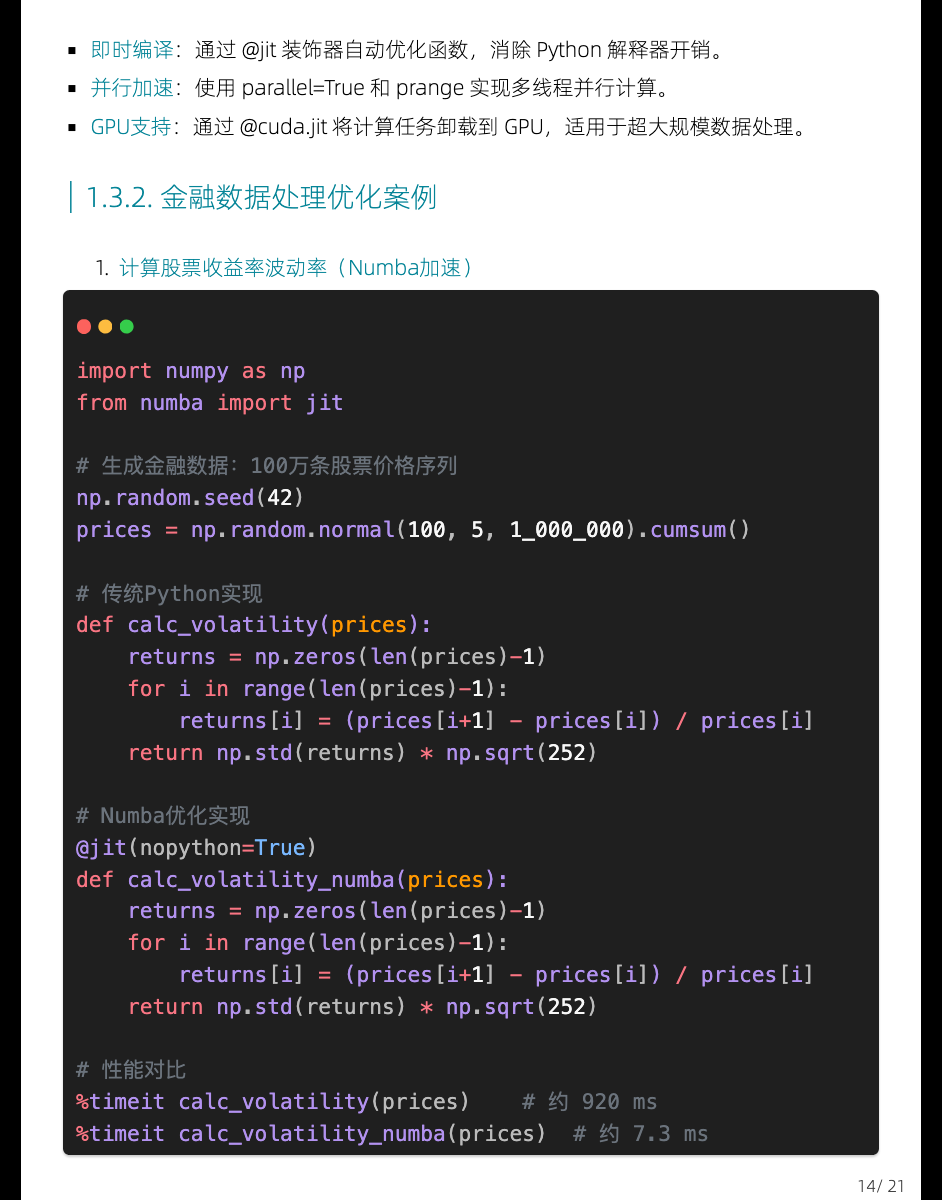 ▪ 即时编译：通过 @jit 装饰器自动优化函数，消除 Python 解释器开销。
▪ 并行加速：使用 parallel=True 和 prange 实现多线程并行计算。
▪ GPU支持：通过 @cuda.jit 将计算任务卸载到 GPU，适用于超大规模数据处理。
1.3.2. 金融数据处理优化案例
1. 计算股票收益率波动率（Numba加速）
import numpy as np
from numba import jit
# 生成金融数据：100万条股票价格序列
np.random.seed(42)
prices = np.random.normal(100, 5, 1_000_000).cumsum()
# 传统Python实现
def calc_volatility(prices):
    returns = np.zeros(len(prices)-1)
    for i in range(len(prices)-1):
        returns[i] = (prices[i+1] - prices[i]) / prices[i]
    return np.std(returns) * np.sqrt(252)
# Numba优化实现
@jit(nopython=True)
def calc_volatility_numba(prices):
    returns = np.zeros(len(prices)-1)
    for i in range(len(prices)-1):
        returns[i] = (prices[i+1] - prices[i]) / prices[i]
    return np.std(returns) * np.sqrt(252)
# 性能对比
%timeit calc_volatility(prices)    # 约 920 ms
%timeit calc_volatility_numba(prices)  # 约 7.3 ms
14/ 21